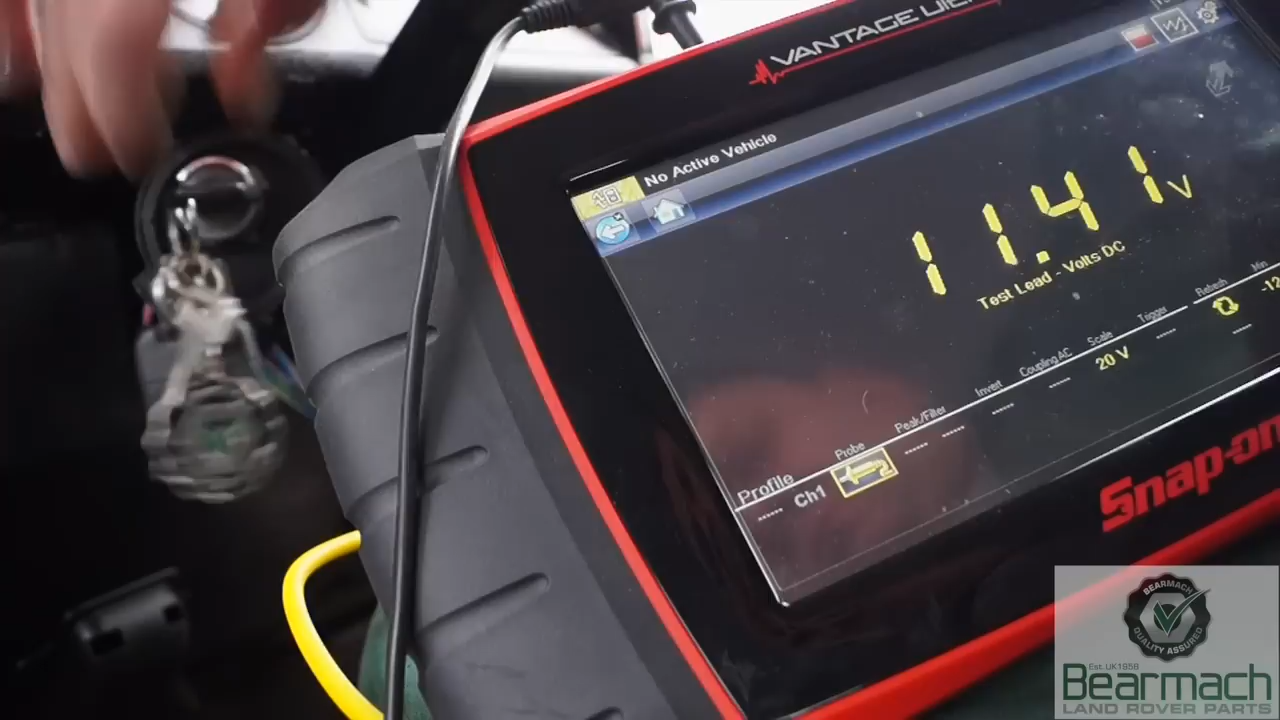 VANTAGE
No Active Vehicle
11.41 V
Test Lead - Volts DC
Profile
Ch1
Probe
Peak/Filter
Invert
Coupling AC
Scale
20 V
Trigger
Refresh
Min
-12
Snap-on
BEARMACH
QUALITY ASSURED
Est. UK1958
Bearmach
LAND ROVER PARTS